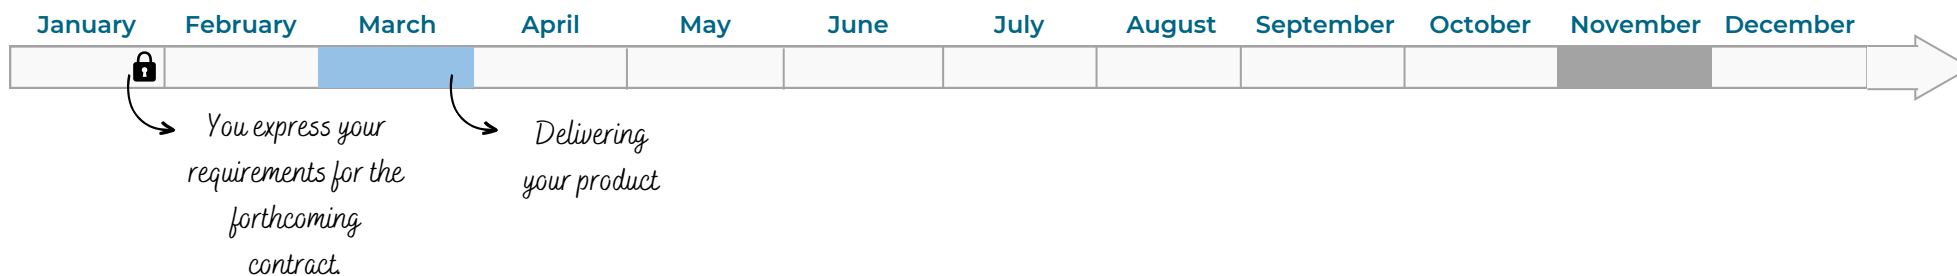 January February March April May June July August September October November December
You express your
requirements for the
forthcoming
contract.
Delivering
your product